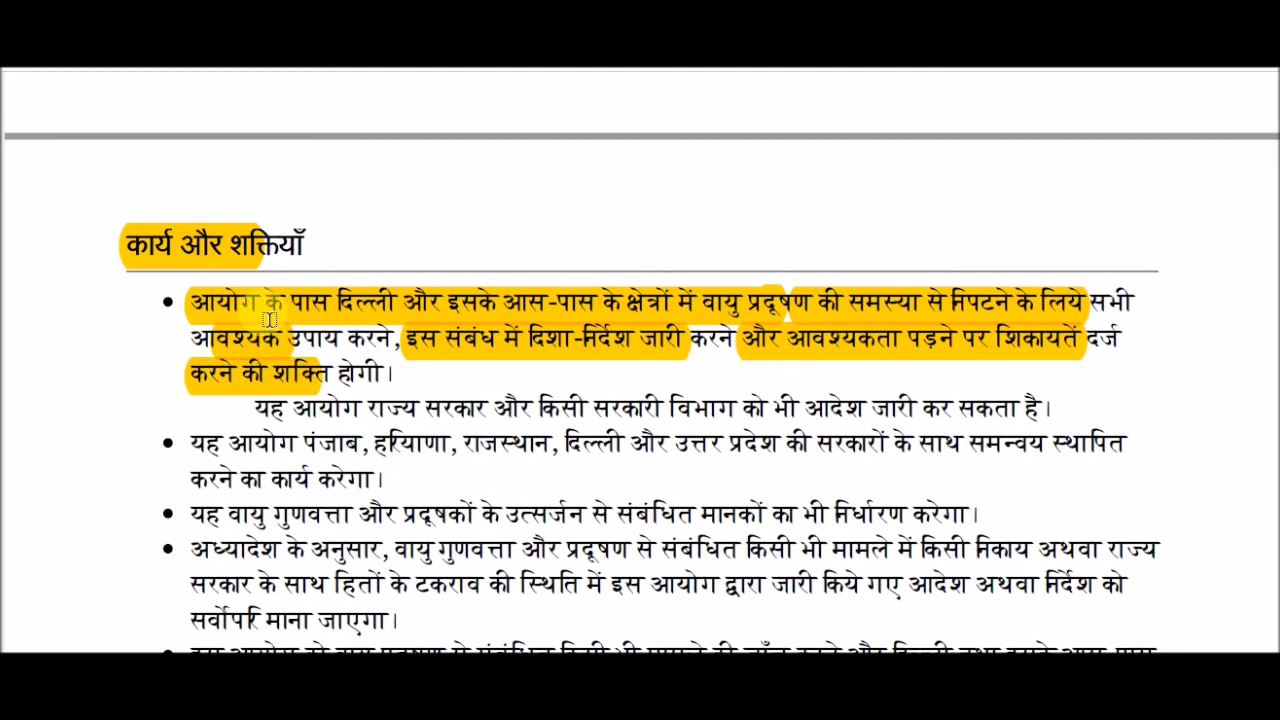 कार्य और शक्तियाँ
• आयोग के पास दिल्ली और इसके आस-पास के क्षेत्रों में वायु प्रदूषण की समस्या से निपटने के लिये सभी
आवश्यक उपाय करने, इस संबंध में दिशा-निर्देश जारी करने और आवश्यकता पड़ने पर शिकायतें दर्ज
करने की शक्ति होगी।
यह आयोग राज्य सरकार और किसी सरकारी विभाग को भी आदेश जारी कर सकता है।
• यह आयोग पंजाब, हरियाणा, राजस्थान, दिल्ली और उत्तर प्रदेश की सरकारों के साथ समन्वय स्थापित
करने का कार्य करेगा।
• यह वायु गुणवत्ता और प्रदूषकों के उत्सर्जन से संबंधित मानकों का भी निर्धारण करेगा।
• अध्यादेश के अनुसार, वायु गुणवत्ता और प्रदूषण से संबंधित किसी भी मामले में किसी निकाय अथवा राज्य
सरकार के साथ हितों के टकराव की स्थिति में इस आयोग द्वारा जारी किये गए आदेश अथवा निर्देश को
सर्वोपरि माना जाएगा।